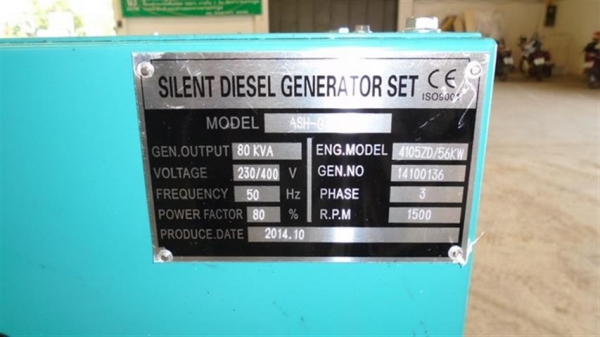 SILENT DIESEL GENERATOR SET CE
ISO9001
MODEL
GEN.OUTPUT 80 KVA ENG.MODEL 4105ZD/56KW
VOLTAGE 230/400 V GEN.NO 14100136
FREQUENCY 50 Hz PHASE 3
POWER FACTOR 80 % R.P.M 1500
PRODUCE.DATE 2014.10